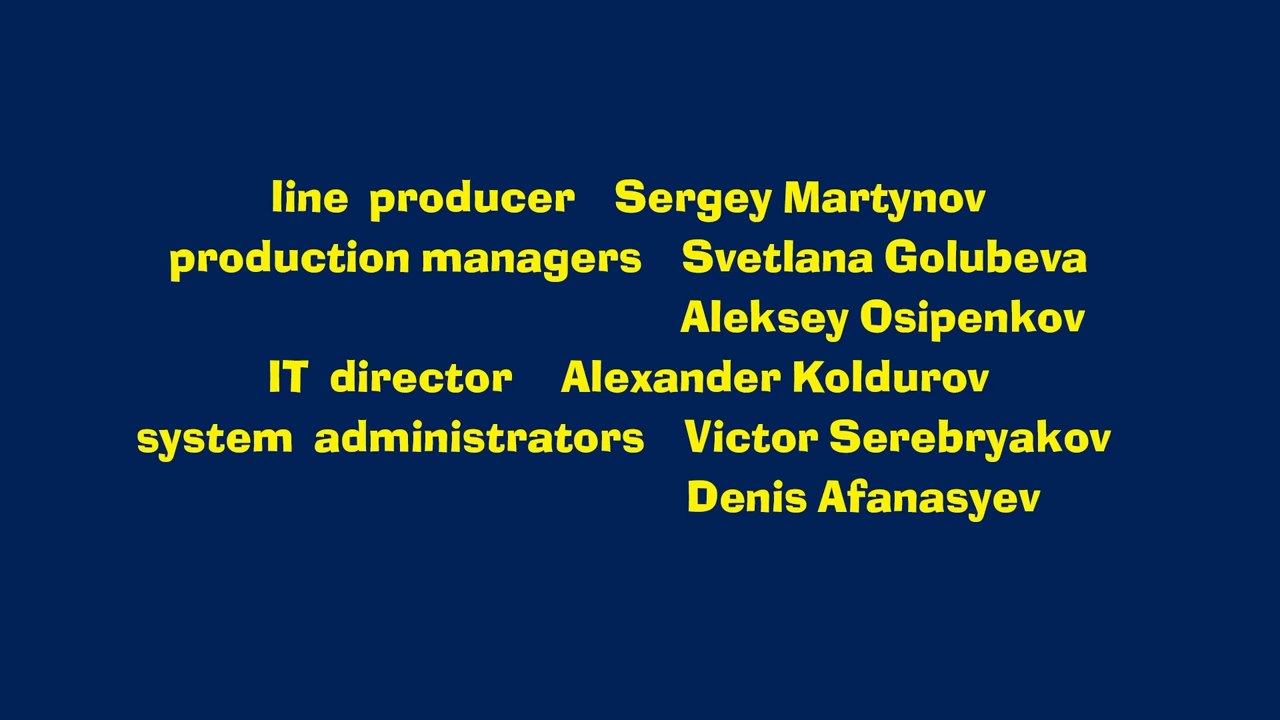 line producer Sergey Martynov
production managers Svetlana Golubeva
Aleksey Osipenkov
IT director Alexander Koldurov
system administrators Victor Serebryakov
Denis Afanasyev